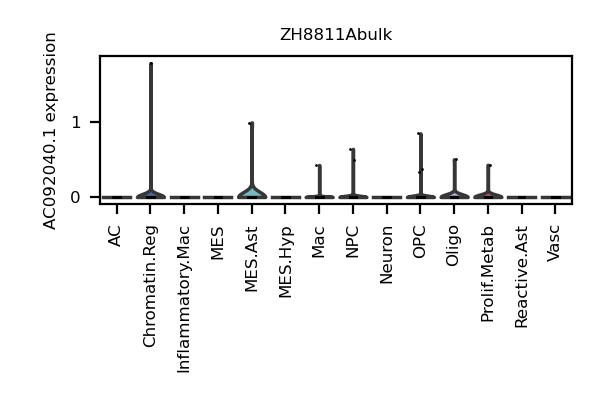 ZH8811Abulk
AC092040.1 expression
1
0
AC
Chromatin.Reg
Inflammatory.Mac
MES
MES.Ast
MES.Hyp
Mac
NPC
Neuron
OPC
Oligo
Prolif.Metab
Reactive.Ast
Vasc